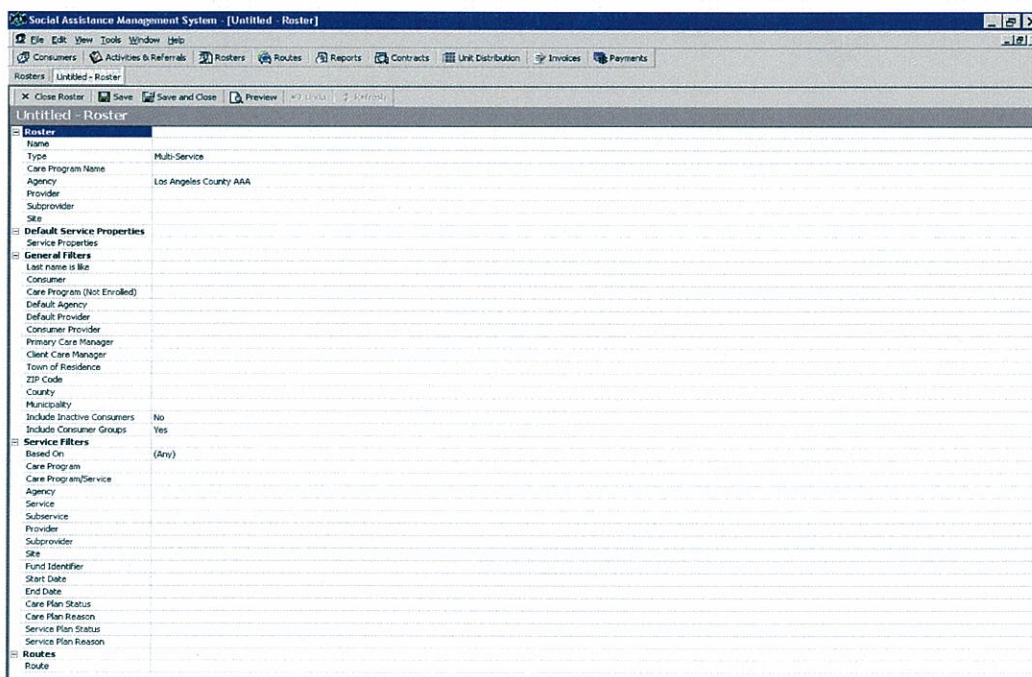 Social Assistance Management System - [Untitled - Roster]
File Edit View Tools Window Help
Consumers Activities & Referrals Rosters Routes Reports Contracts Unit Distribution Invoices Payments
Rosters Untitled - Roster
Close Roster Save Save and Close Preview Undo Refresh
Untitled - Roster
Roster
Name
Type Multi-Service
Care Program Name
Agency Los Angeles County AAA
Provider
Subprovider
Site
Default Service Properties
Service Properties
General Filters
Last name is like
Consumer
Care Program (Not Enrolled)
Default Agency
Default Provider
Consumer Provider
Primary Care Manager
Client Care Manager
Town of Residence
ZIP Code
County
Municipality
Include Inactive Consumers No
Include Consumer Groups Yes
Service Filters
Based On (Any)
Care Program
Care Program/Service
Agency
Service
Subservice
Provider
Subprovider
Site
Fund Identifier
Start Date
End Date
Care Plan Status
Care Plan Reason
Service Plan Status
Service Plan Reason
Routes
Route